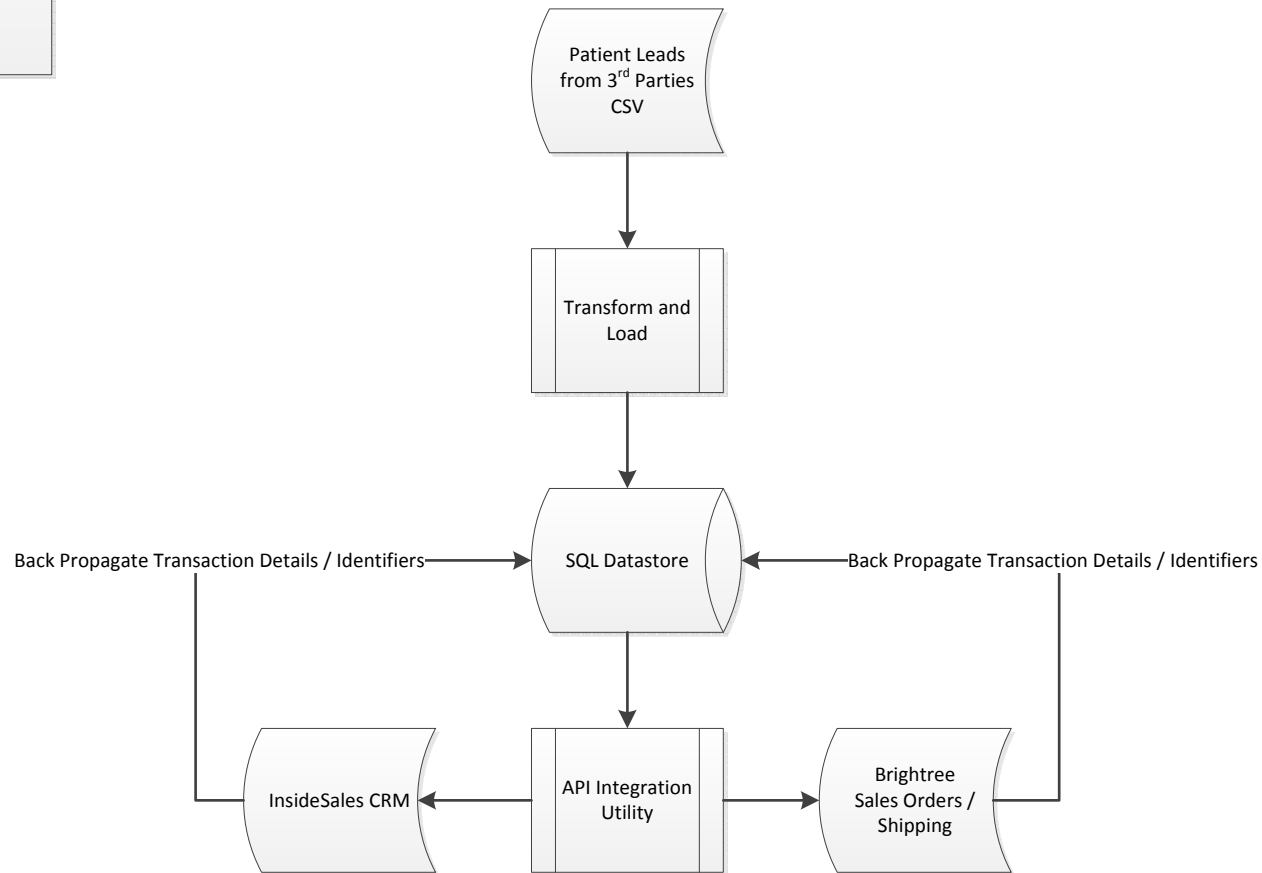 Patient Leads
from 3rd Parties
CSV
Transform and
Load
Back Propagate Transaction Details / Identifiers
SQL Datastore
Back Propagate Transaction Details / Identifiers
InsideSales CRM
API Integration
Utility
Brightree
Sales Orders /
Shipping